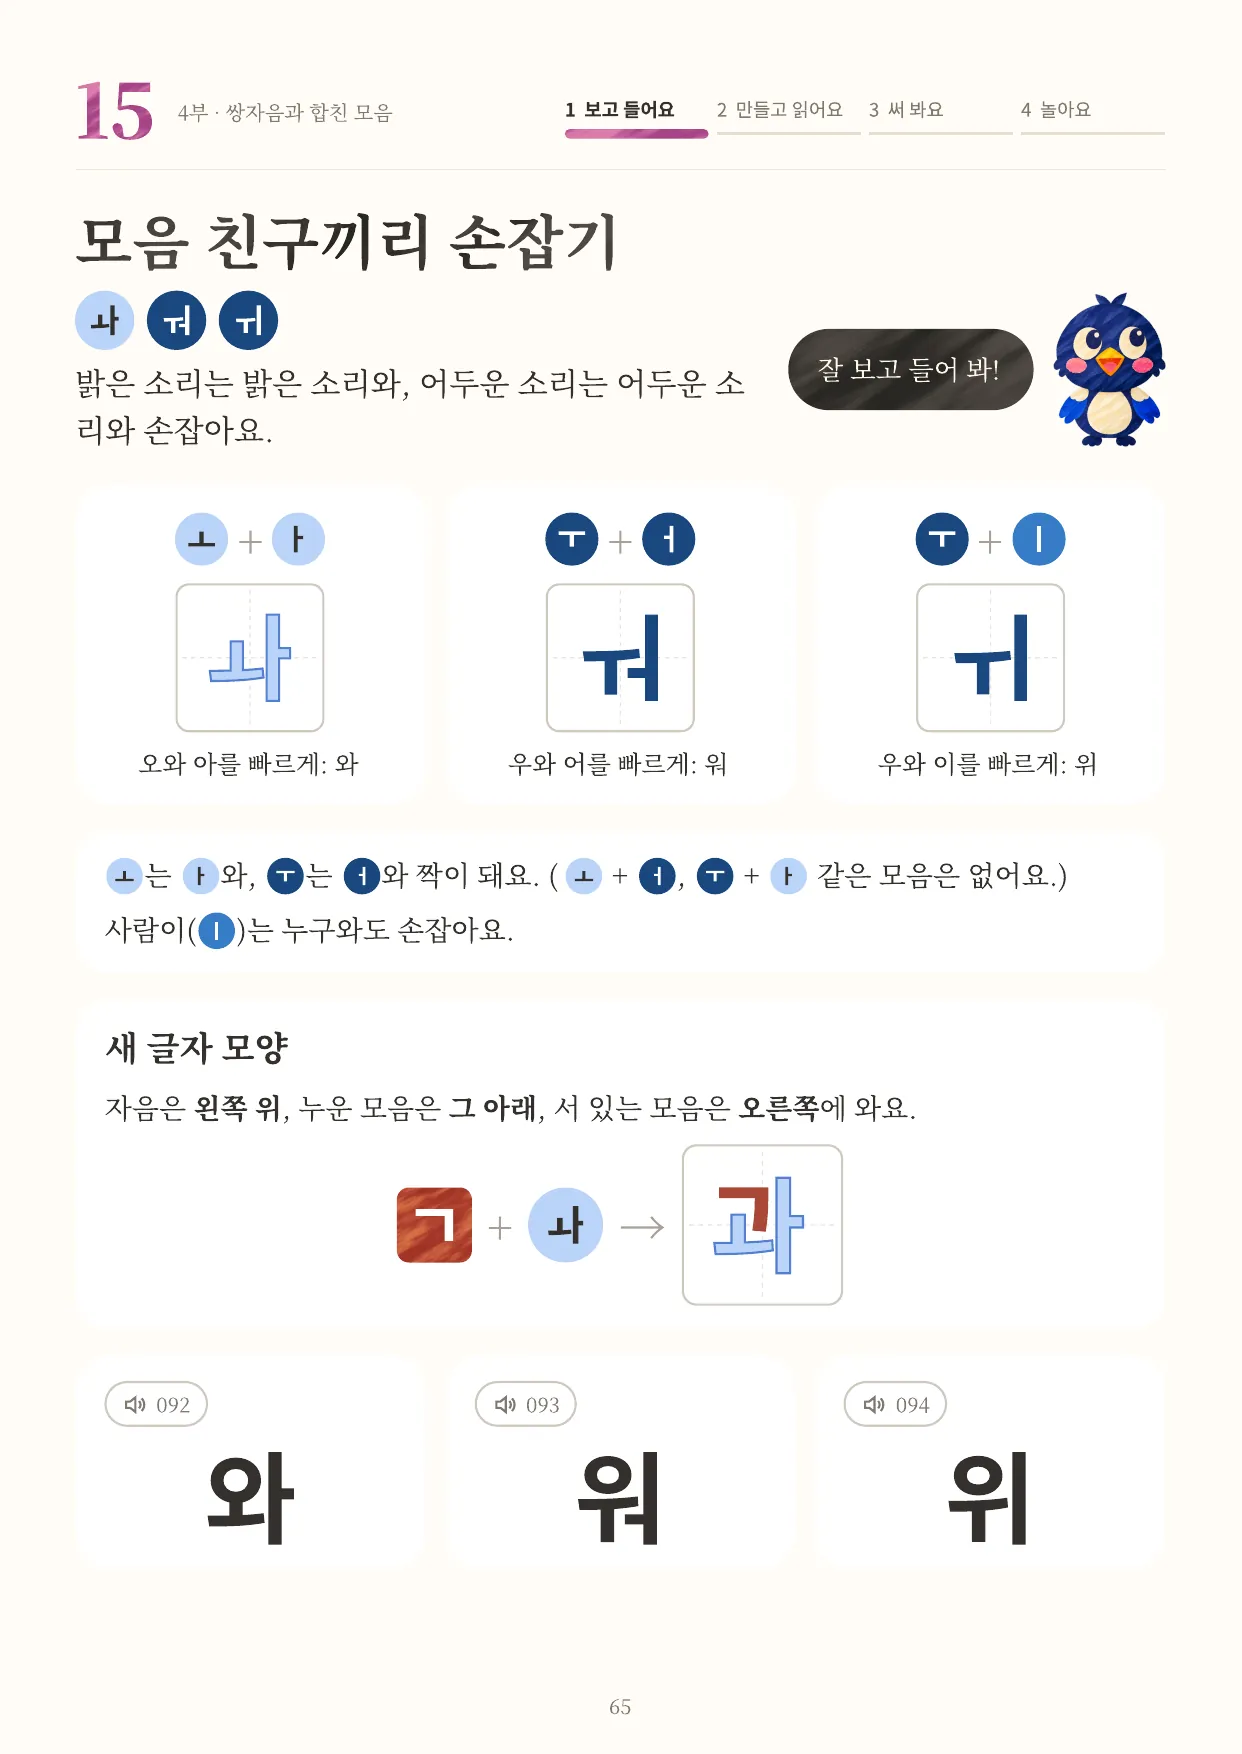 15
4부 · 쌍자음과 합친 모음
1 보고 들어요
2 만들고 읽어요
3 써 봐요
4 놀아요
모음 친구끼리 손잡기
ㅘ ㅝ ㅟ
밝은 소리는 밝은 소리와, 어두운 소리는 어두운 소
리와 손잡아요.
잘 보고 들어 봐!
ㅗ + ㅏ
ㅘ
오와 아를 빠르게: 와
ㅜ + ㅓ
ㅝ
우와 어를 빠르게: 워
ㅜ + ㅣ
ㅟ
우와 이를 빠르게: 위
ㅗ는 ㅏ와, ㅜ는 ㅓ와 짝이 돼요. ( ㅗ + ㅓ, ㅜ + ㅏ 같은 모음은 없어요.)
사람이(ㅣ)는 누구와도 손잡아요.
새 글자 모양
자음은 왼쪽 위, 누운 모음은 그 아래, 서 있는 모음은 오른쪽에 와요.
ㄱ + ㅘ → 과
092
와
093
워
094
위
65